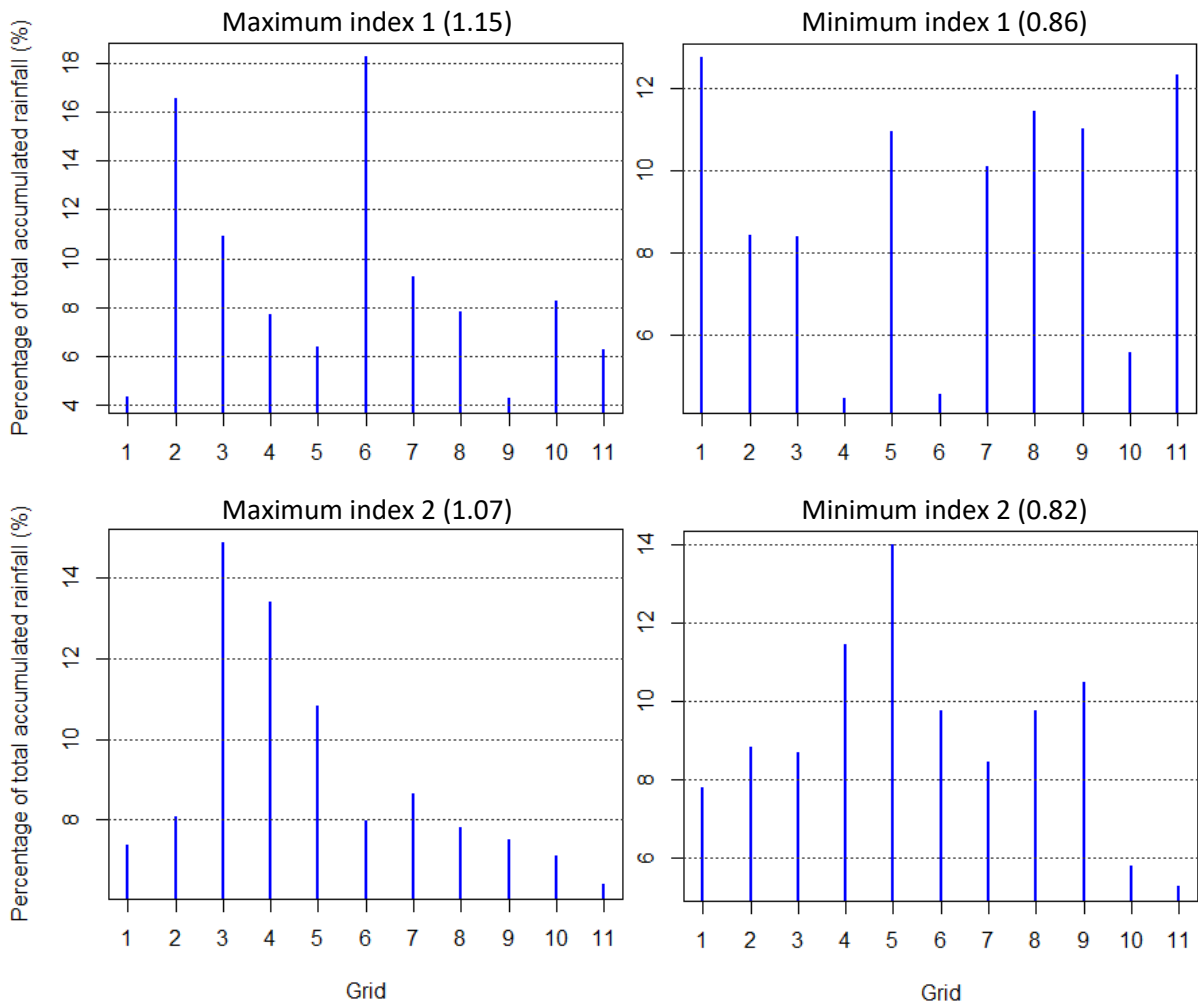 Maximum index 1 (1.15)
Percentage of total accumulated rainfall (%)
18
16
14
12
10
8
6
4
1 2 3 4 5 6 7 8 9 10 11
Minimum index 1 (0.86)
12
10
8
6
1 2 3 4 5 6 7 8 9 10 11
Maximum index 2 (1.07)
Percentage of total accumulated rainfall (%)
14
12
10
8
1 2 3 4 5 6 7 8 9 10 11
Grid
Minimum index 2 (0.82)
14
12
10
8
6
1 2 3 4 5 6 7 8 9 10 11
Grid